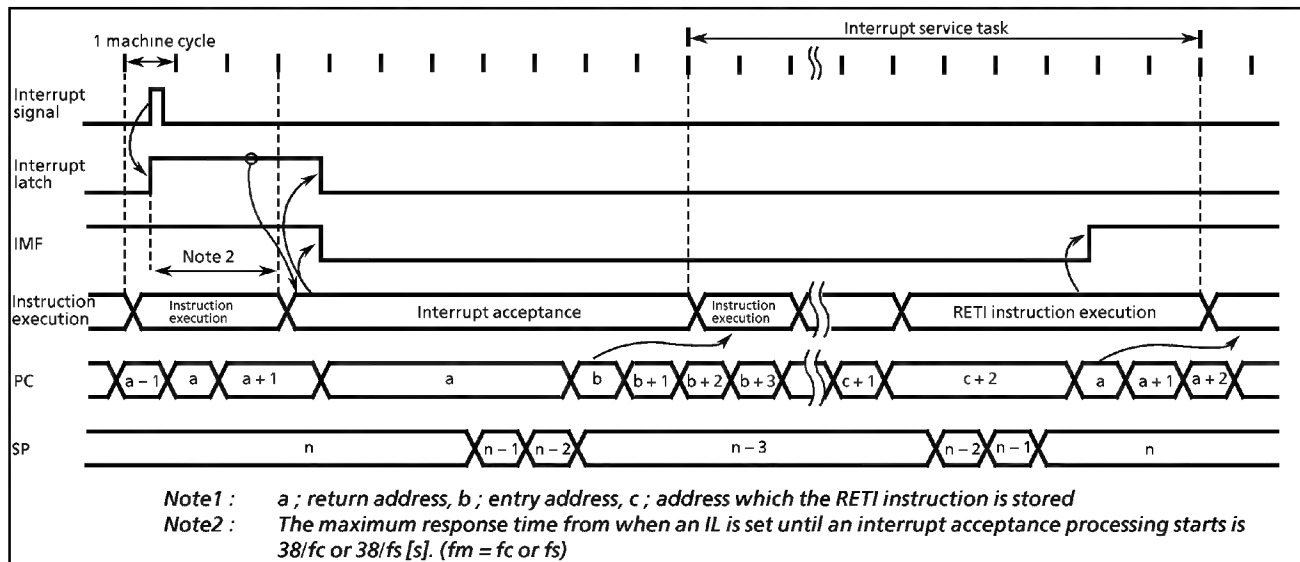 Interrupt service task
1 machine cycle
Interrupt
signal
Interrupt
latch
IMF
Note 2
Instruction
execution
Instruction
execution
Interrupt acceptance
Instruction
execution
RETI instruction execution
PC
a − 1
a
a + 1
a
b
b + 1
b + 2
b + 3
c + 1
c + 2
a
a + 1
a + 2
SP
n
n − 1
n − 2
n − 3
n − 2
n − 1
n
Note1 : a ; return address, b ; entry address, c ; address which the RETI instruction is stored
Note2 : The maximum response time from when an IL is set until an interrupt acceptance processing starts is
38/fc or 38/fs [s]. (fm = fc or fs)